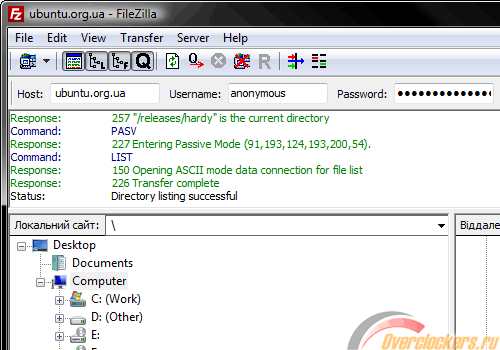 ubuntu.org.ua - FileZilla
File Edit View Transfer Server Help
Host: ubuntu.org.ua Username: anonymous Password: ●●●●●●●●●●●●●●
Response: 257 "/releases/hardy" is the current directory
Command: PASV
Response: 227 Entering Passive Mode (91,193,124,193,200,54).
Command: LIST
Response: 150 Opening ASCII mode data connection for file list
Response: 226 Transfer complete
Status: Directory listing successful
Локальний сайт: \ Віддале
Desktop
Documents
Computer
C: (Work)
D: (Other)
E:
Overclockers.ru